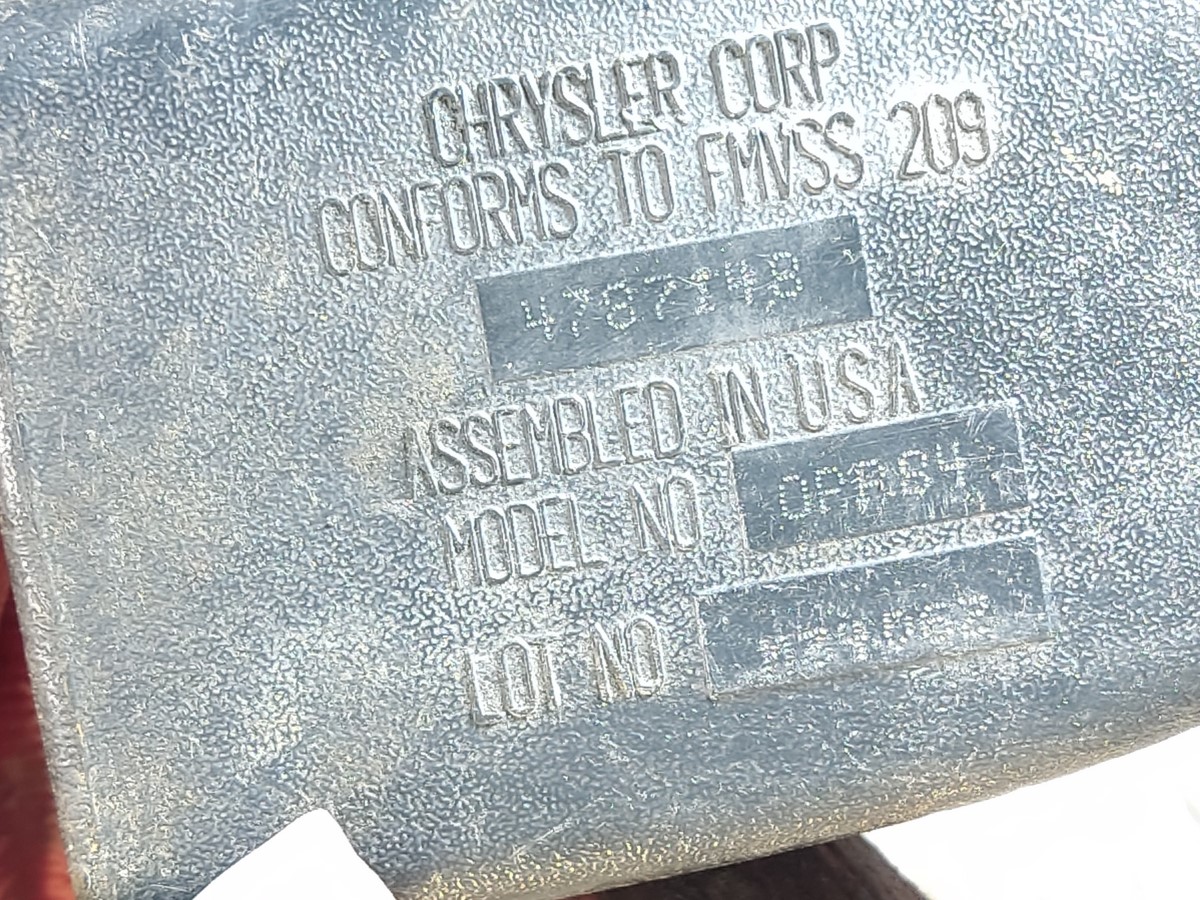 CHRYSLER CORP
CONFORMS TO FMVSS 209
ASSEMBLED IN USA
MODEL NO
LOT NO